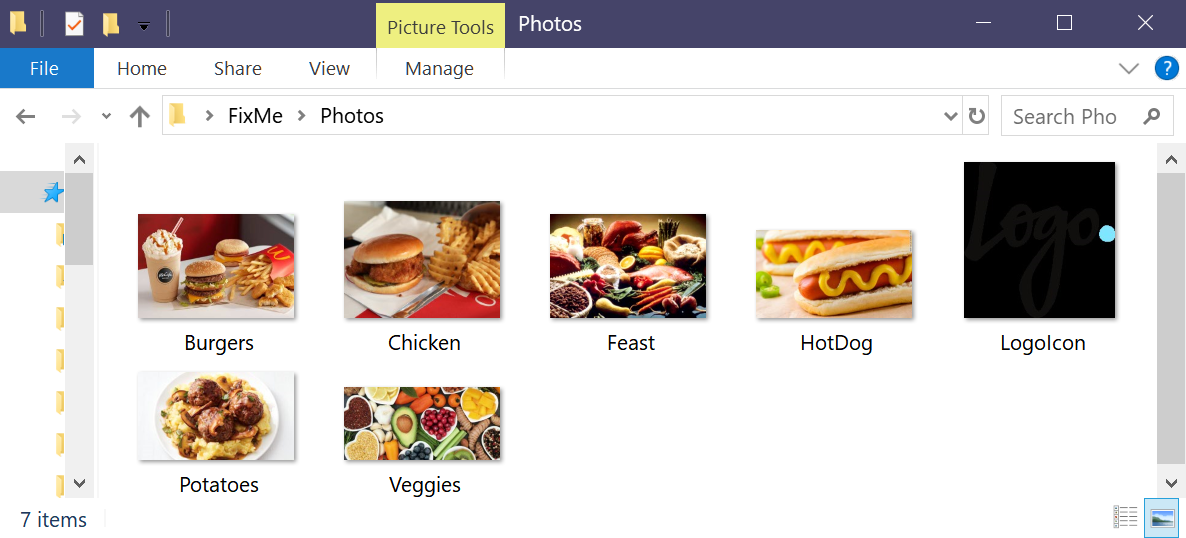 Picture Tools Photos
File Home Share View Manage
FixMe Photos Search Pho
Logo
Burgers Chicken Feast HotDog LogoIcon
Potatoes Veggies
7 items